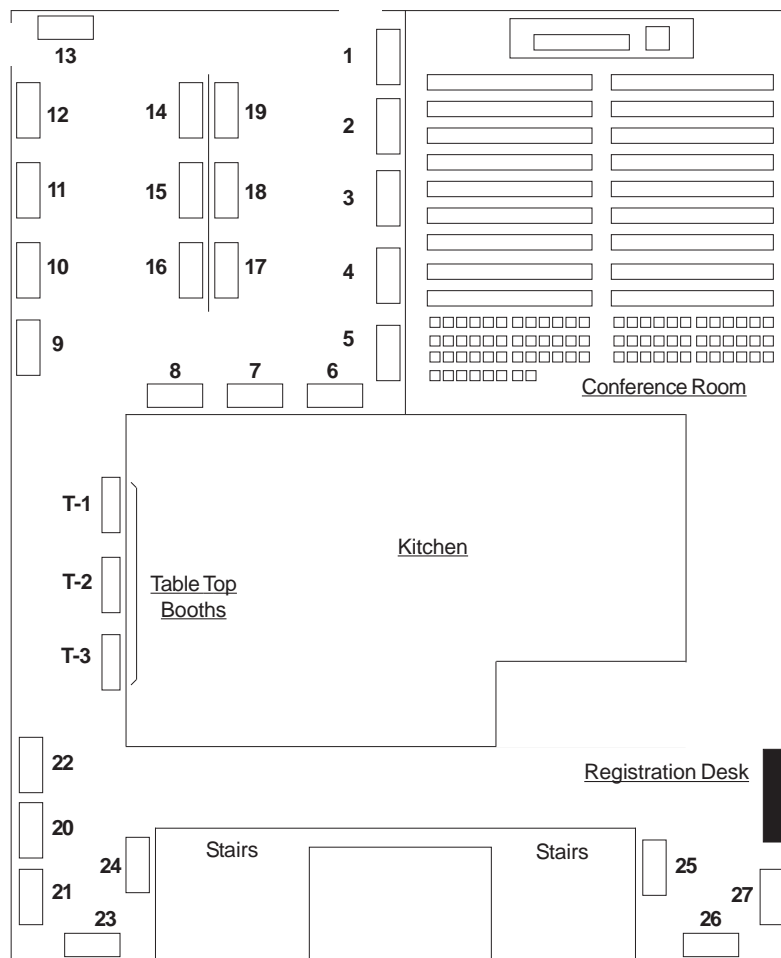 13
1
12
14
19
2
11
15
18
3
10
16
17
4
9
5
8
7
6
Conference Room
T-1
Kitchen
T-2
Table Top
Booths
T-3
22
Registration Desk
20
24
Stairs
Stairs
25
21
27
23
26